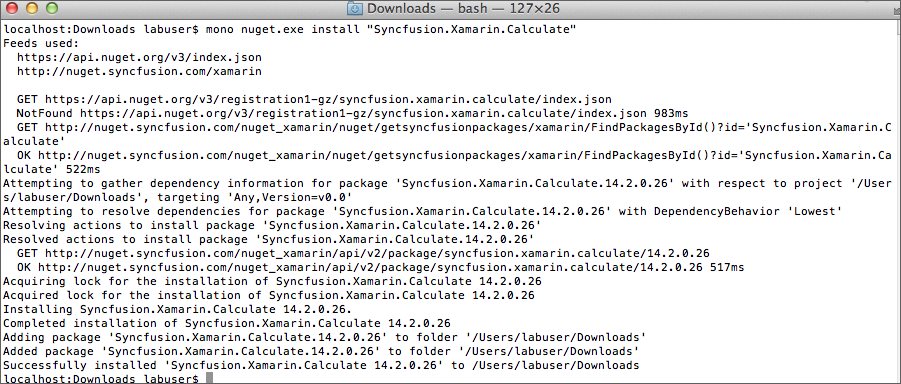 Downloads — bash — 127×26
localhost:Downloads labuser$ mono nuget.exe install "Syncfusion.Xamarin.Calculate"
Feeds used:
  https://api.nuget.org/v3/index.json
  http://nuget.syncfusion.com/xamarin

  GET https://api.nuget.org/v3/registration1-gz/syncfusion.xamarin.calculate/index.json
  NotFound https://api.nuget.org/v3/registration1-gz/syncfusion.xamarin.calculate/index.json 983ms
  GET http://nuget.syncfusion.com/nuget_xamarin/nuget/getsyncfusionpackages/xamarin/FindPackagesById()?id='Syncfusion.Xamarin.C
alculate'
  OK http://nuget.syncfusion.com/nuget_xamarin/nuget/getsyncfusionpackages/xamarin/FindPackagesById()?id='Syncfusion.Xamarin.Ca
lculate' 522ms
Attempting to gather dependency information for package 'Syncfusion.Xamarin.Calculate.14.2.0.26' with respect to project '/User
s/labuser/Downloads', targeting 'Any,Version=v0.0'
Attempting to resolve dependencies for package 'Syncfusion.Xamarin.Calculate.14.2.0.26' with DependencyBehavior 'Lowest'
Resolving actions to install package 'Syncfusion.Xamarin.Calculate.14.2.0.26'
Resolved actions to install package 'Syncfusion.Xamarin.Calculate.14.2.0.26'
  GET http://nuget.syncfusion.com/nuget_xamarin/api/v2/package/syncfusion.xamarin.calculate/14.2.0.26
  OK http://nuget.syncfusion.com/nuget_xamarin/api/v2/package/syncfusion.xamarin.calculate/14.2.0.26 517ms
Acquiring lock for the installation of Syncfusion.Xamarin.Calculate 14.2.0.26
Acquired lock for the installation of Syncfusion.Xamarin.Calculate 14.2.0.26
Installing Syncfusion.Xamarin.Calculate 14.2.0.26.
Completed installation of Syncfusion.Xamarin.Calculate 14.2.0.26
Adding package 'Syncfusion.Xamarin.Calculate.14.2.0.26' to folder '/Users/labuser/Downloads'
Added package 'Syncfusion.Xamarin.Calculate.14.2.0.26' to folder '/Users/labuser/Downloads'
Successfully installed 'Syncfusion.Xamarin.Calculate 14.2.0.26' to /Users/labuser/Downloads
localhost:Downloads labuser$